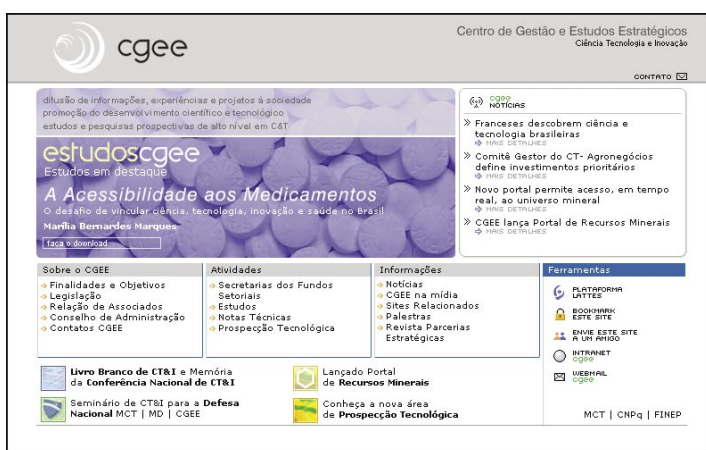 cgee
Centro de Gestão e Estudos Estratégicos
Ciência Tecnologia e Inovação
CONTATO
difusão de informações, experiências e projetos à sociedade
promoção do desenvolvimento científico e tecnológico
estudos e pesquisas prospectivas de alto nível em C&T
estudoscgee
Estudos em destaque
A Acessibilidade aos Medicamentos
O desafio de vincular ciência, tecnologia, inovação e saúde no Brasil
Marília Bernardes Marques
faça o download
cgee
NOTÍCIAS
» Franceses descobrem ciência e
tecnologia brasileiras
MAIS DETALHES
» Comitê Gestor do CT- Agronegócios
define investimentos prioritários
MAIS DETALHES
» Novo portal permite acesso, em tempo
real, ao universo mineral
MAIS DETALHES
» CGEE lança Portal de Recursos Minerais
MAIS DETALHES
Sobre o CGEE
Finalidades e Objetivos
Legislação
Relação de Associados
Conselho de Administração
Contatos CGEE
Atividades
Secretarias dos Fundos
Setoriais
Estudos
Notas Técnicas
Prospecção Tecnológica
Informações
Notícias
CGEE na mídia
Sites Relacionados
Palestras
Revista Parcerias
Estratégicas
Ferramentas
PLATAFORMA
LATTES
BOOKMARK
ESTE SITE
ENVIE ESTE SITE
A UM AMIGO
INTRANET
cgee
WEBMAIL
cgee
Livro Branco de CT&I e Memória
da Conferência Nacional de CT&I
Lançado Portal
de Recursos Minerais
Seminário de CT&I para a Defesa
Nacional MCT | MD | CGEE
Conheça a nova área
de Prospecção Tecnológica
MCT | CNPq | FINEP